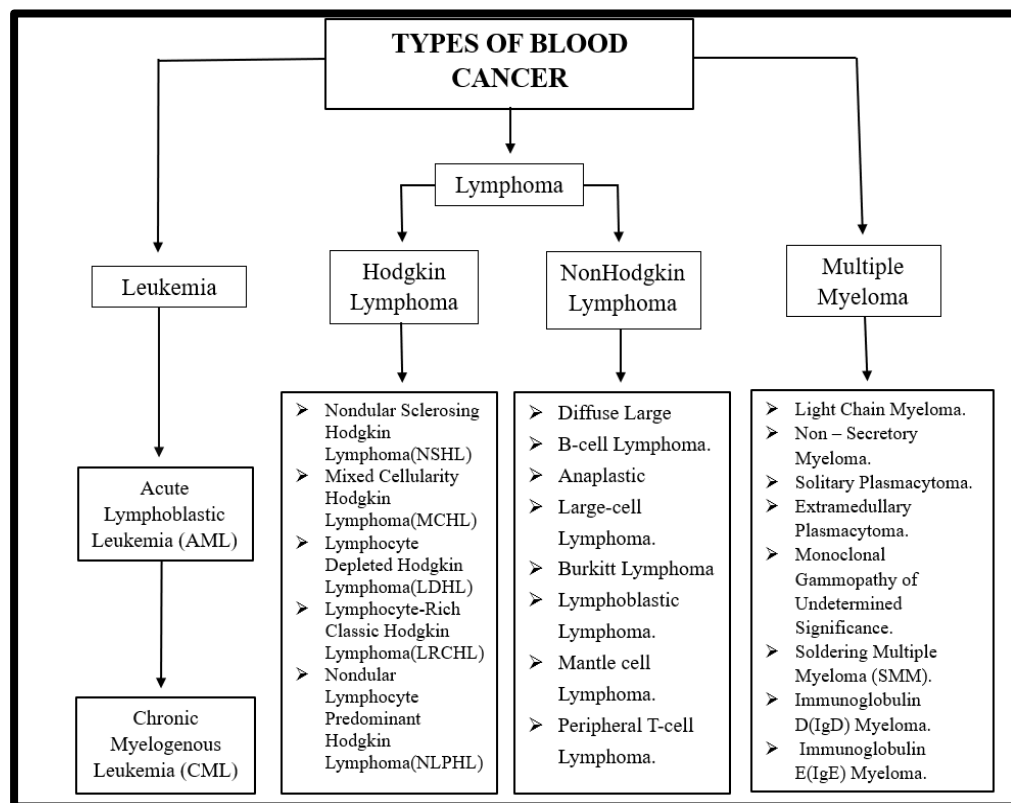 TYPES OF BLOOD
CANCER
Lymphoma
Leukemia
Hodgkin
Lymphoma
NonHodgkin
Lymphoma
Multiple
Myeloma
Acute
Lymphoblastic
Leukemia (AML)
Chronic
Myelogenous
Leukemia (CML)
➢ Nondular Sclerosing
Hodgkin
Lymphoma(NSHL)
➢ Mixed Cellularity
Hodgkin
Lymphoma(MCHL)
➢ Lymphocyte
Depleted Hodgkin
Lymphoma(LDHL)
➢ Lymphocyte-Rich
Classic Hodgkin
Lymphoma(LRCHL)
➢ Nondular
Lymphocyte
Predominant
Hodgkin
Lymphoma(NLPHL)
➢ Diffuse Large
➢ B-cell Lymphoma.
➢ Anaplastic
➢ Large-cell
Lymphoma.
➢ Burkitt Lymphoma
➢ Lymphoblastic
Lymphoma.
➢ Mantle cell
Lymphoma.
➢ Peripheral T-cell
Lymphoma.
➢ Light Chain Myeloma.
➢ Non – Secretory
Myeloma.
➢ Solitary Plasmacytoma.
➢ Extramedullary
Plasmacytoma.
➢ Monoclonal
Gammopathy of
Undetermined
Significance.
➢ Soldering Multiple
Myeloma (SMM).
➢ Immunoglobulin
D(IgD) Myeloma.
➢ Immunoglobulin
E(IgE) Myeloma.